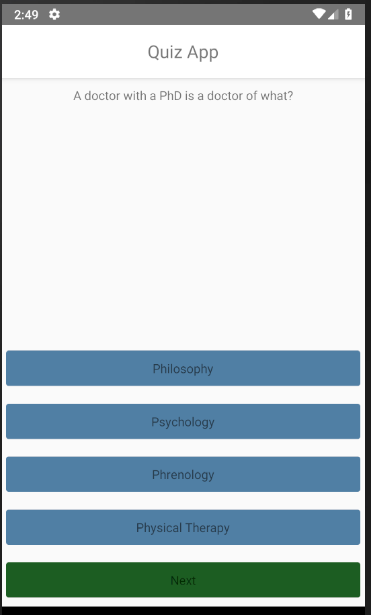 2:49
Quiz App
A doctor with a PhD is a doctor of what?
Philosophy
Psychology
Phrenology
Physical Therapy
Next